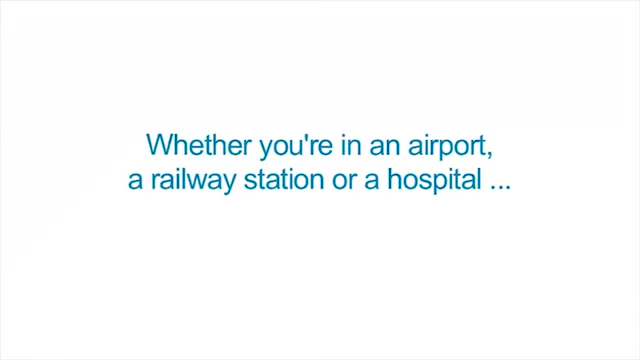 Whether you're in an airport,
a railway station or a hospital ...